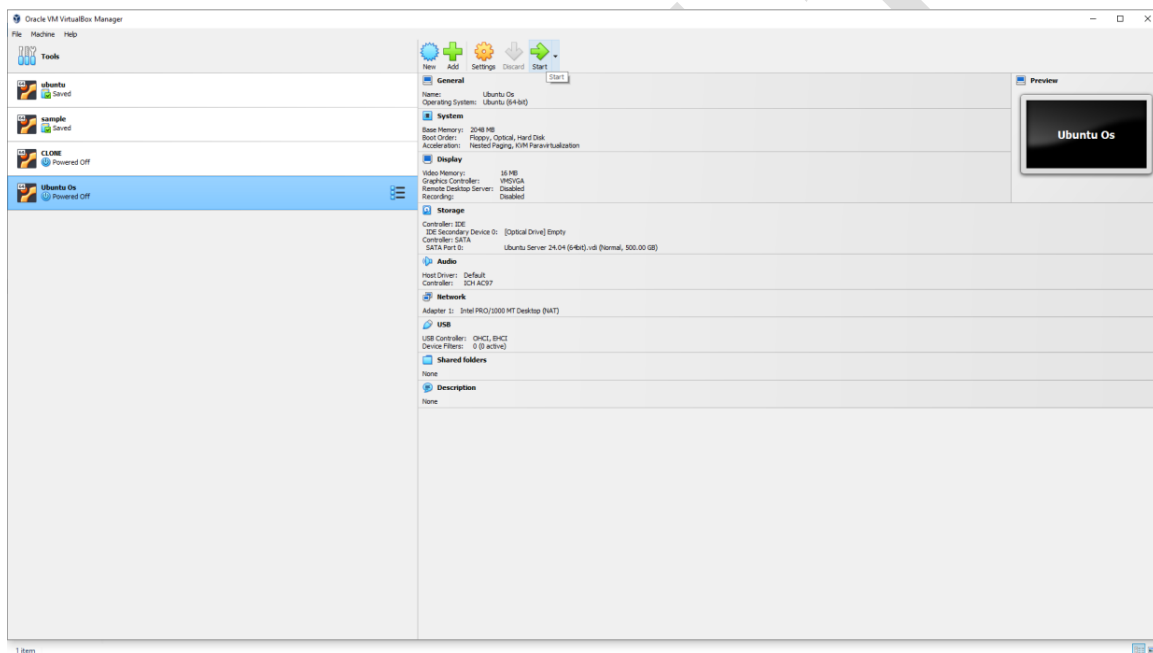 Oracle VM VirtualBox Manager
File Machine Help
Tools
ubuntu
Saved
sample
Saved
CLONE
Powered Off
Ubuntu Os
Powered Off
New Add Settings Discard Start
Start
General
Name: Ubuntu Os
Operating System: Ubuntu (64-bit)
System
Base Memory: 2048 MB
Boot Order: Floppy, Optical, Hard Disk
Acceleration: Nested Paging, KVM Paravirtualization
Display
Video Memory: 16 MB
Graphics Controller: VMSVGA
Remote Desktop Server: Disabled
Recording: Disabled
Storage
Controller: IDE
IDE Secondary Device 0: [Optical Drive] Empty
Controller: SATA
SATA Port 0: Ubuntu Server 24.04 (64bit).vdi (Normal, 500.00 GB)
Audio
Host Driver: Default
Controller: ICH AC97
Network
Adapter 1: Intel PRO/1000 MT Desktop (NAT)
USB
USB Controller: OHCI, EHCI
Device Filters: 0 (0 active)
Shared folders
None
Description
None
Preview
Ubuntu Os
1 item